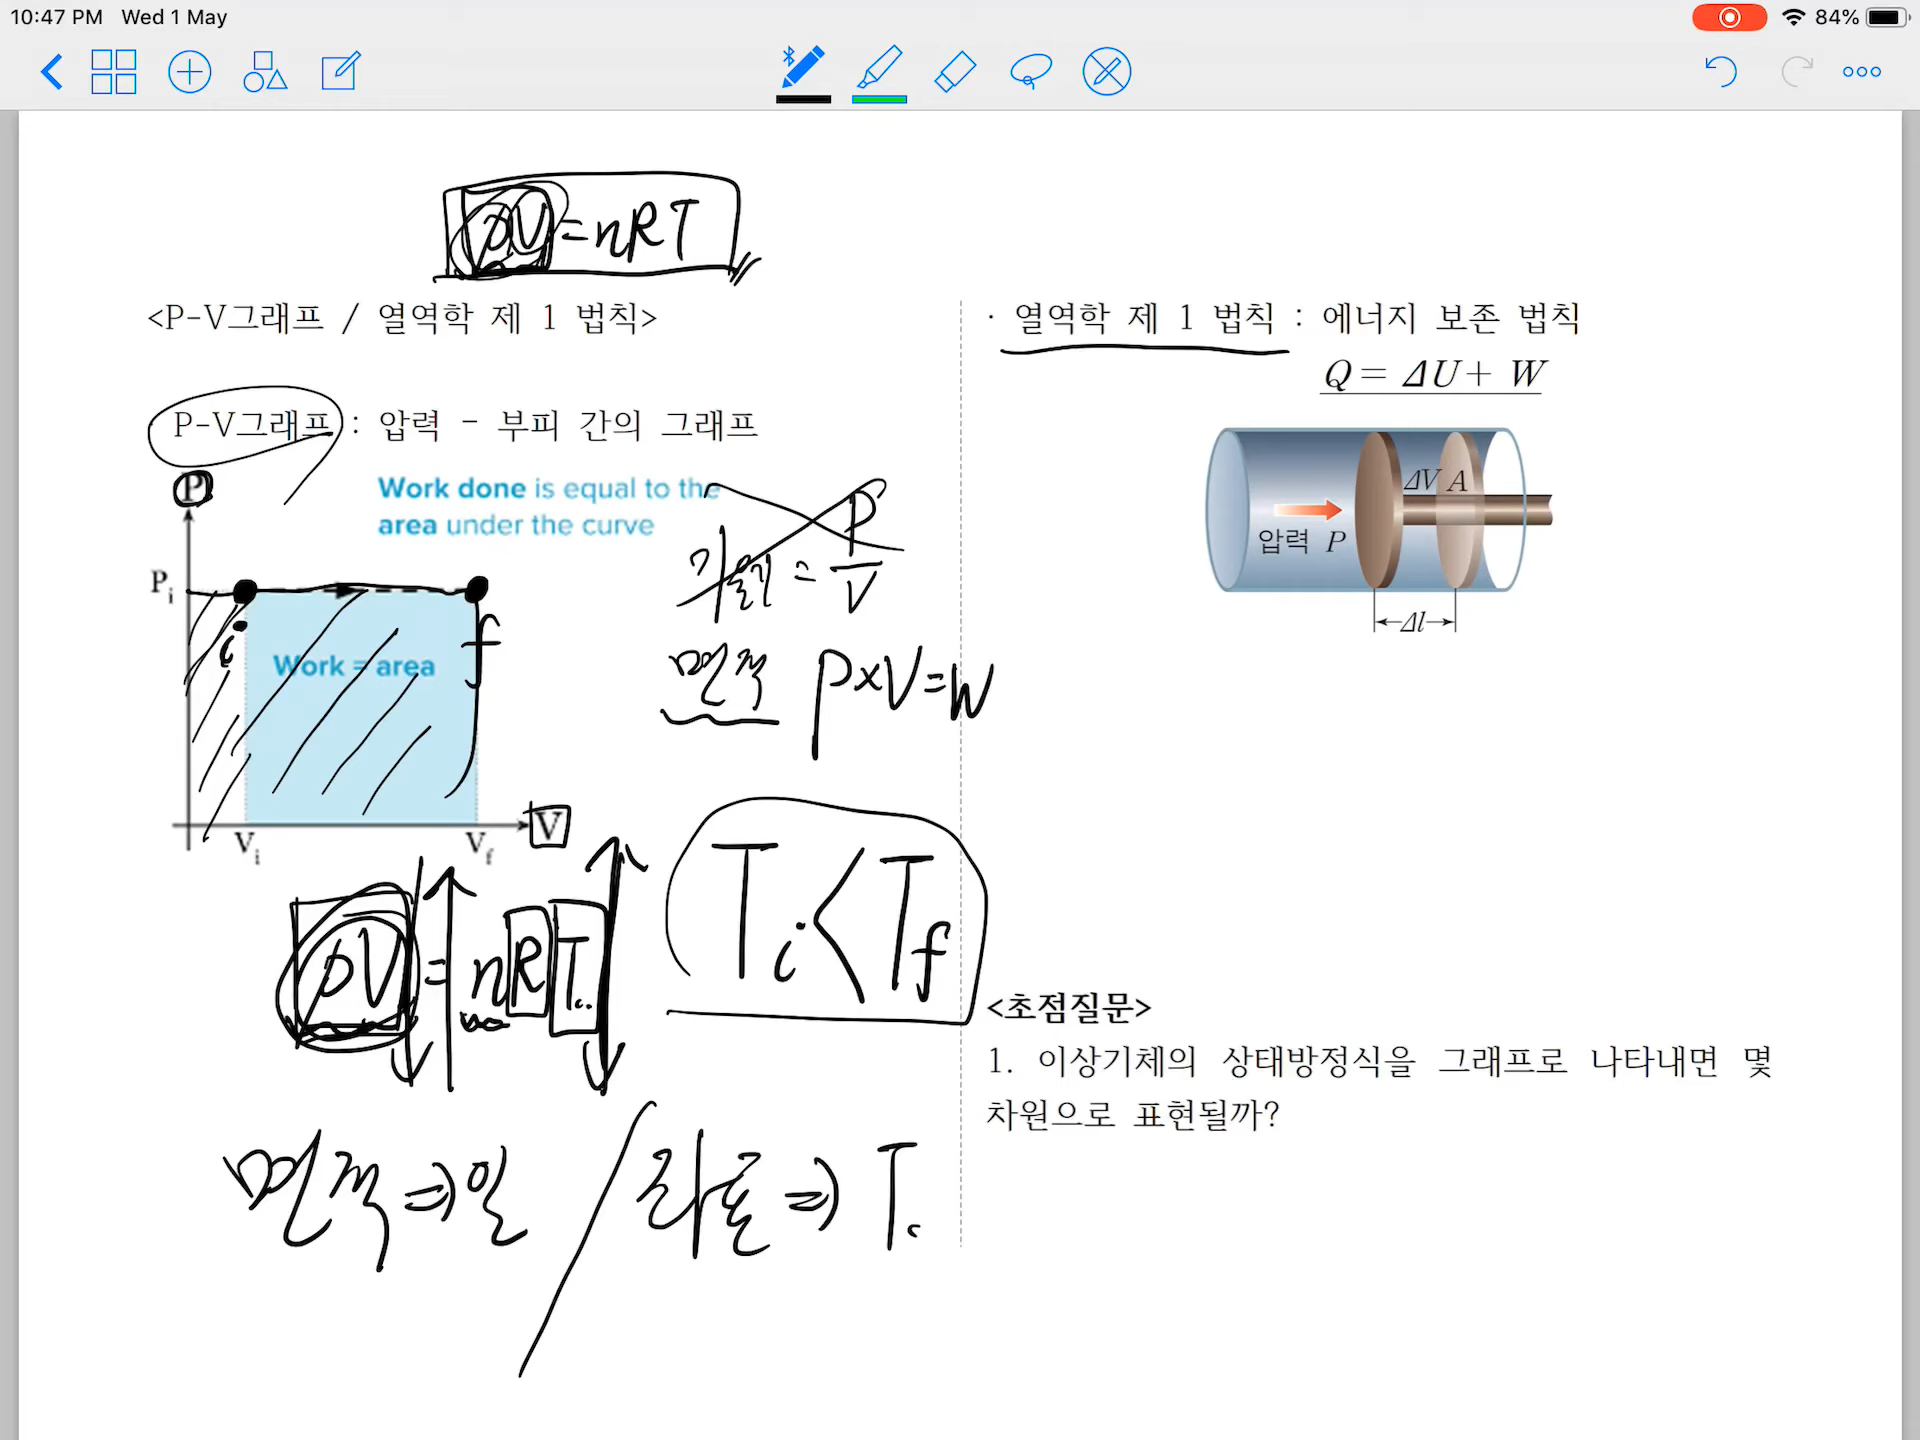 10:47 PM Wed 1 May
84%
pV=nRT
<P-V그래프 / 열역학 제 1 법칙>
P-V그래프 : 압력 - 부피 간의 그래프
P
Work done is equal to the
area under the curve
P
기울기 = P/V
Pi
i
f
Work = area
면적 P×V=W
Vi
Vf
V
pV=nRT
Ti<Tf
면적⇒일 / 좌표⇒T
· 열역학 제 1 법칙 : 에너지 보존 법칙
Q= ΔU+ W
ΔV A
압력 P
Δl
<초점질문>
1. 이상기체의 상태방정식을 그래프로 나타내면 몇
차원으로 표현될까?